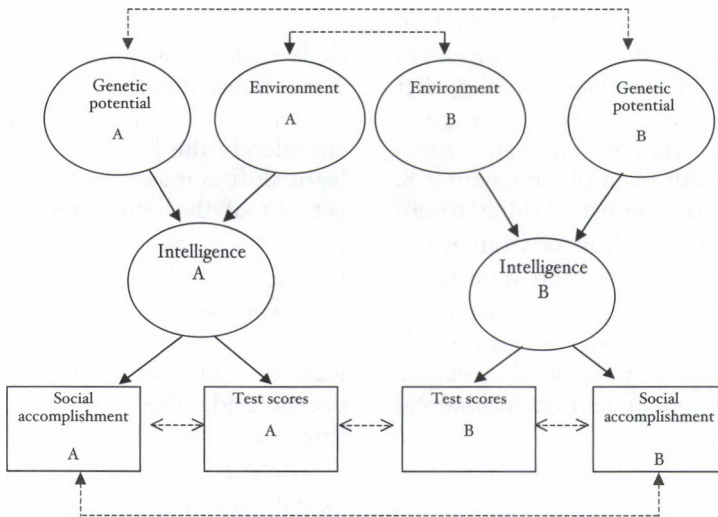 Genetic
potential
A
Environment
A
Environment
B
Genetic
potential
B
Intelligence
A
Intelligence
B
Social
accomplishment
A
Test scores
A
Test scores
B
Social
accomplishment
B